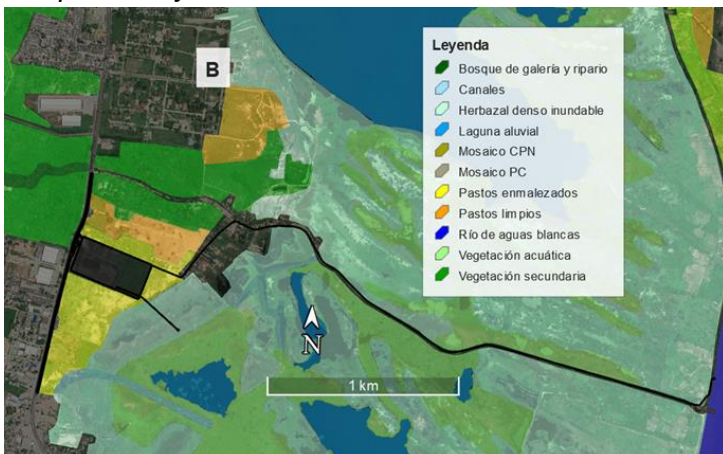 B
Leyenda
Bosque de galería y ripario
Canales
Herbazal denso inundable
Laguna aluvial
Mosaico CPN
Mosaico PC
Pastos enmalezados
Pastos limpios
Río de aguas blancas
Vegetación acuática
Vegetación secundaria
N
1 km